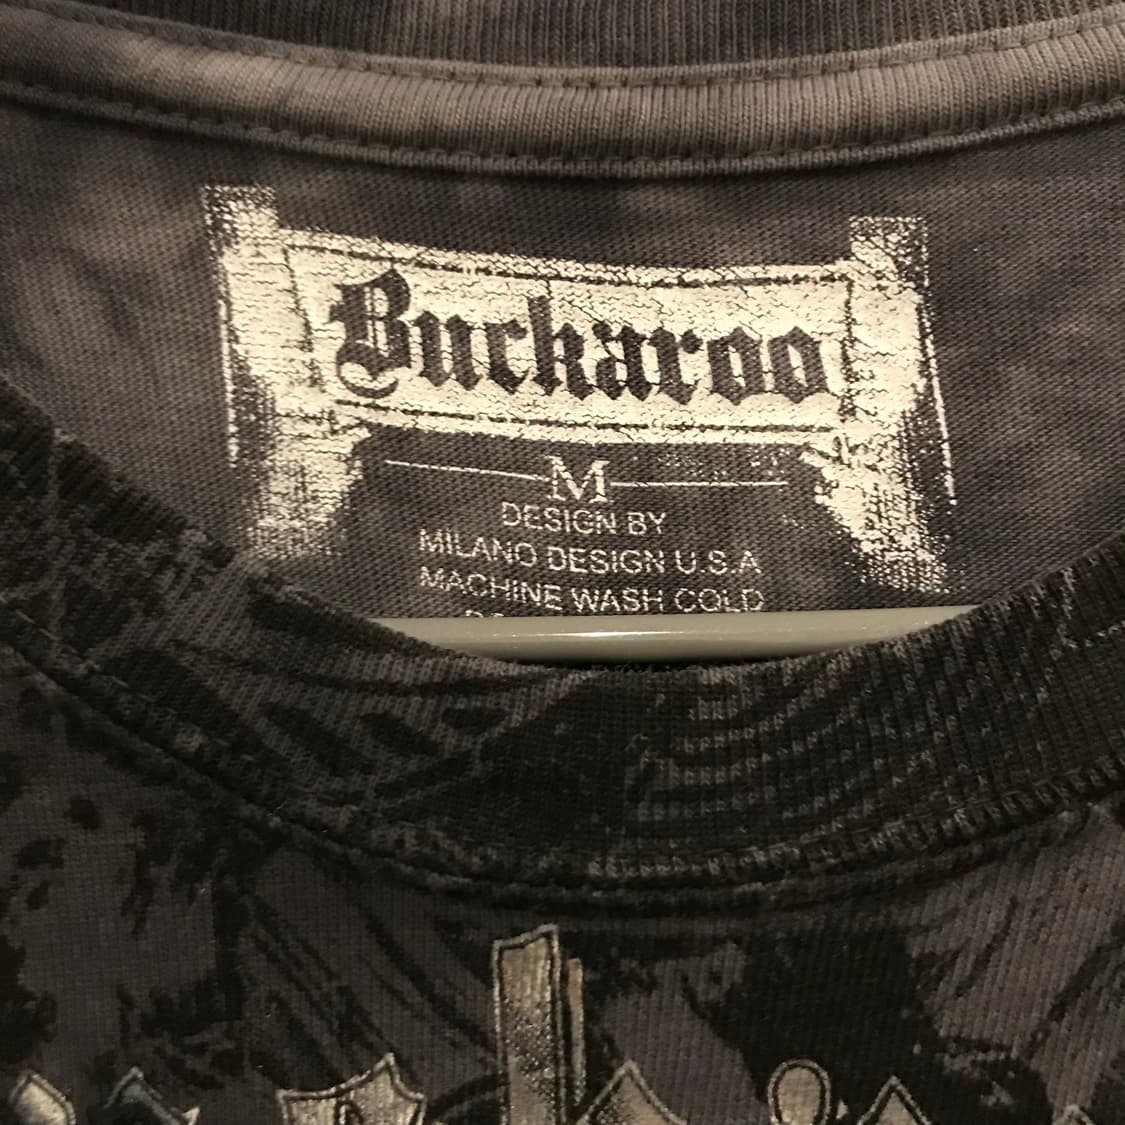 Buckaroo
M
DESIGN BY
MILANO DESIGN U.S.A
MACHINE WASH COLD